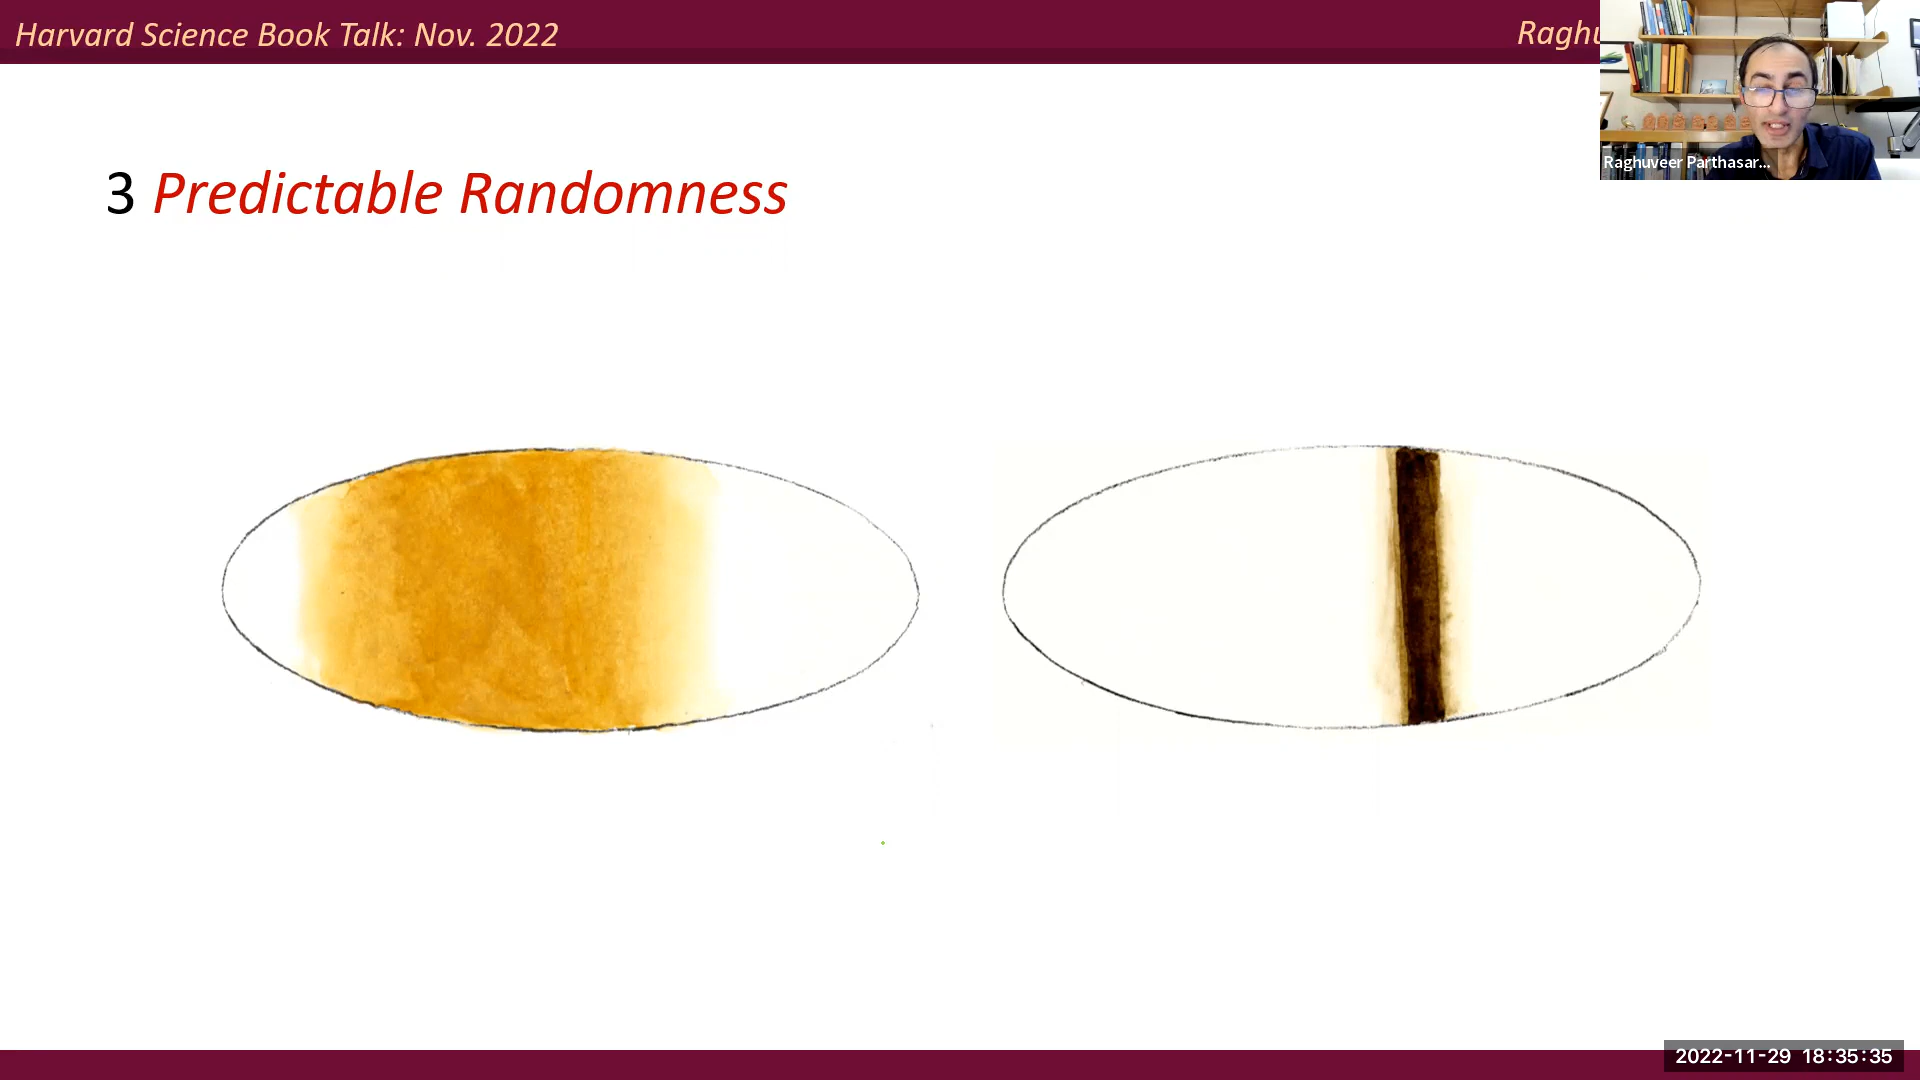 Harvard Science Book Talk: Nov. 2022
Raghu
Raghuveer Parthasar...
3 Predictable Randomness
2022-11-29 18:35:35